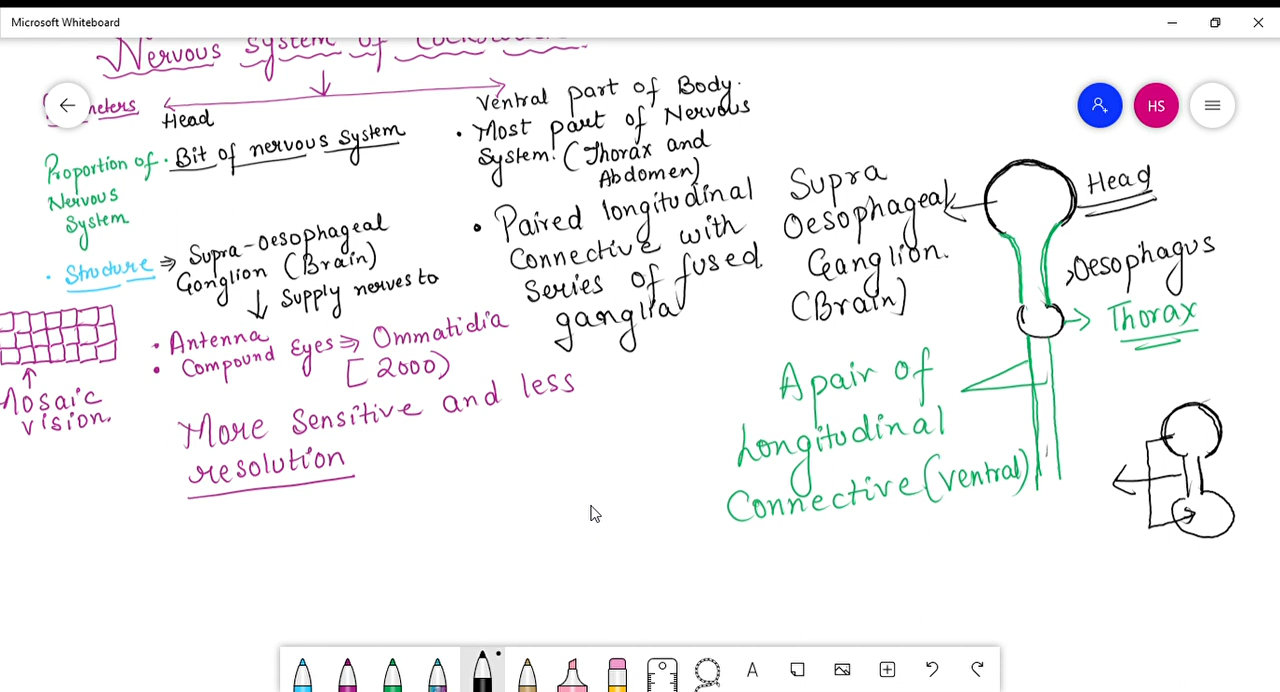 Microsoft Whiteboard
Nervous System of Cockroach
meters
Head
Proportion of
Nervous
System
. Bit of nervous System
Ventral part of Body.
. Most part of Nervous
System. (Thorax and
Abdomen)
. Structure ⇒ Supra-Oesophageal
Ganglion (Brain)
↓ Supply nerves to
. Antenna
. Compound Eyes ⇒ Ommatidia
[2000)
More Sensitive and less
resolution
Mosaic
vision.
. Paired longitudinal
Connective with
Series of fused
ganglia
Supra
Oesophageal
Ganglion.
(Brain)
Head
Oesophagus
→ Thorax
A pair of
Longitudinal
Connective (ventral)
HS
A